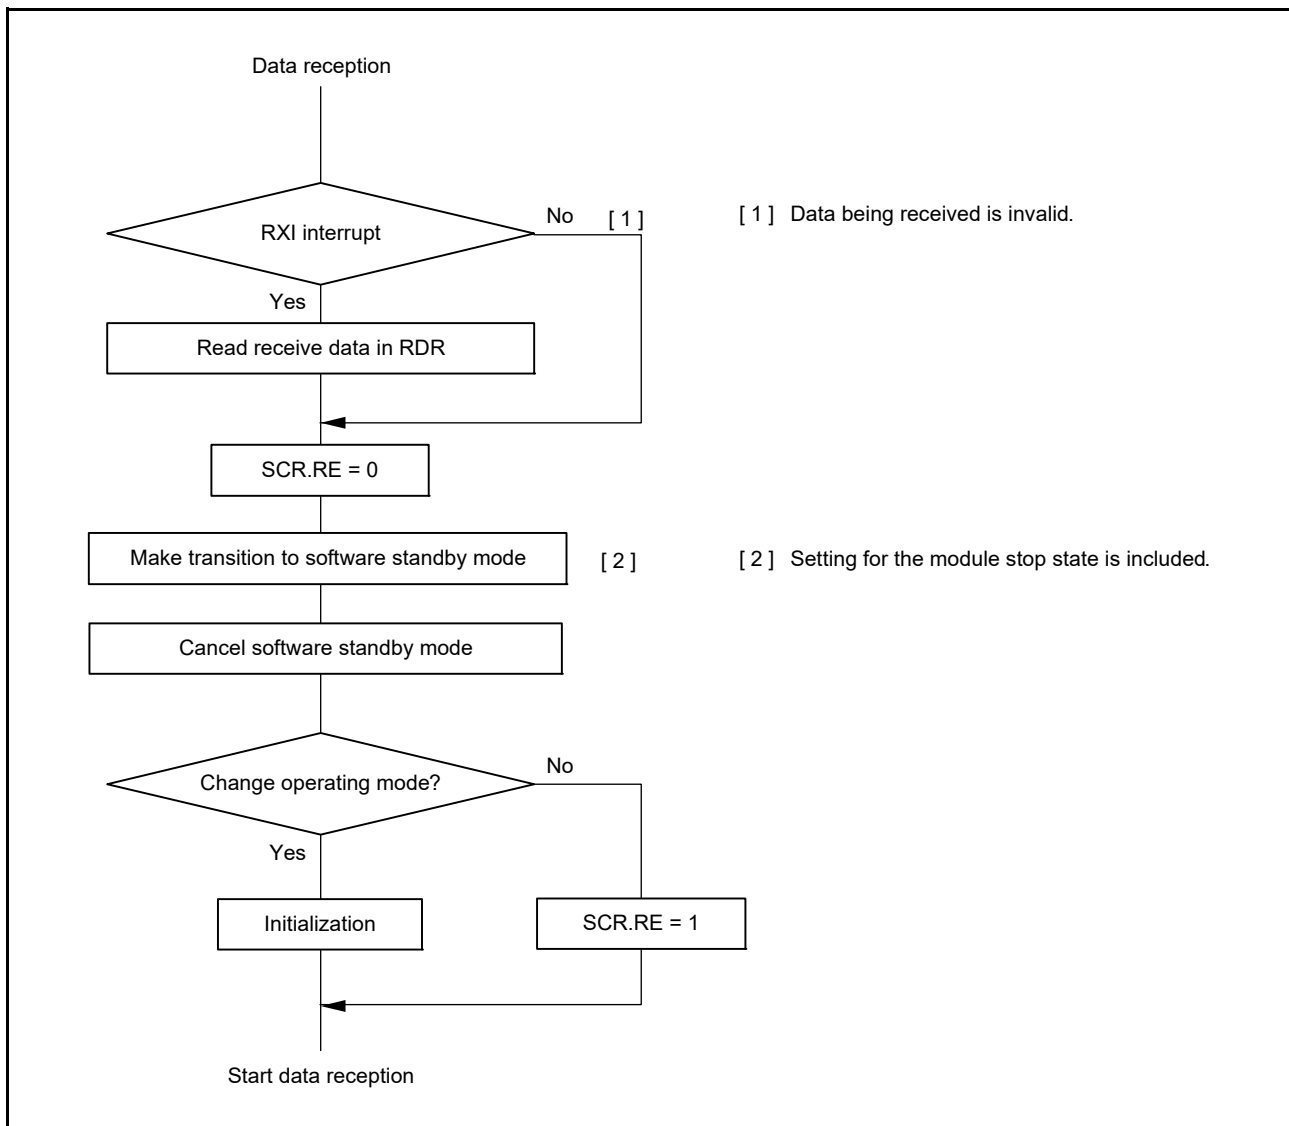 Data reception
RXI interrupt
No [ 1 ]
[ 1 ] Data being received is invalid.
Yes
Read receive data in RDR
SCR.RE = 0
Make transition to software standby mode
[ 2 ]
[ 2 ] Setting for the module stop state is included.
Cancel software standby mode
Change operating mode?
No
Yes
Initialization
SCR.RE = 1
Start data reception